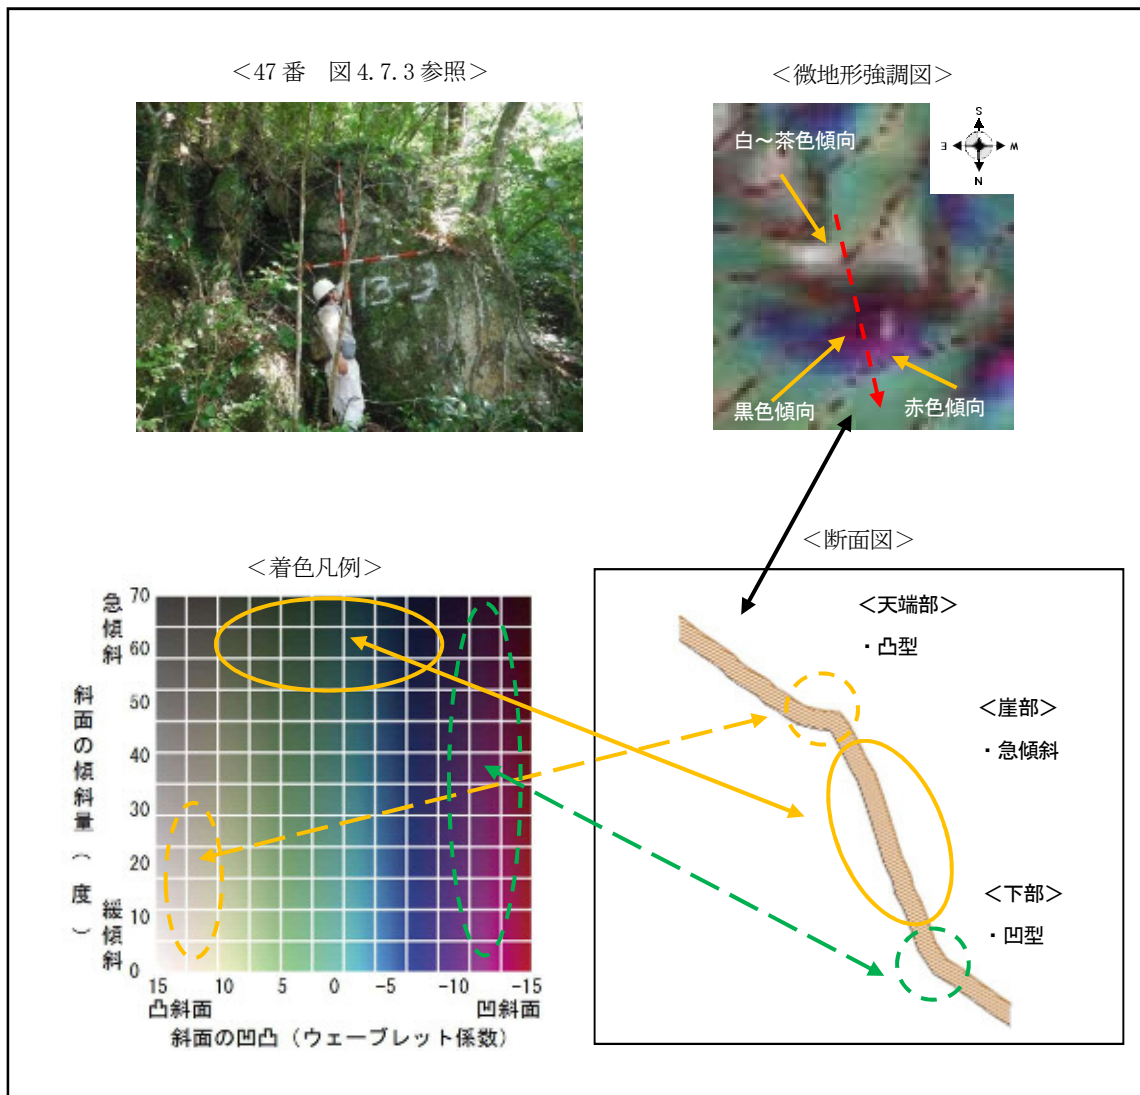 ＜47番　図4.7.3参照＞
＜微地形強調図＞
13-3
白～茶色傾向
S
E
W
N
黒色傾向
赤色傾向
＜断面図＞
＜着色凡例＞
急傾斜
斜面の傾斜量（度）
緩傾斜
70
60
50
40
30
20
10
0
15 10 5 0 -5 -10 -15
凸斜面 凹斜面
斜面の凹凸（ウェーブレット係数）
＜天端部＞
・凸型
＜崖部＞
・急傾斜
＜下部＞
・凹型